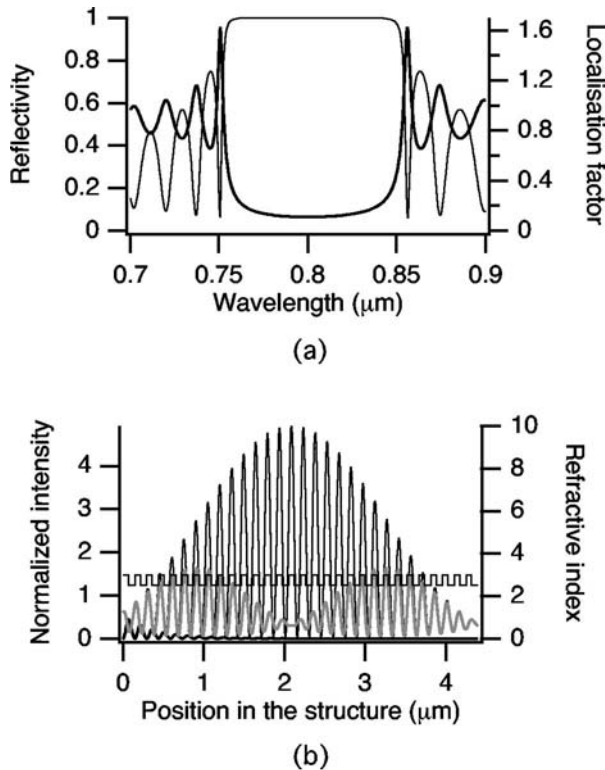 1
0.8
0.6
0.4
0.2
0
Reflectivity
1.6
1.2
0.8
0.4
0
Localisation factor
0.7 0.75 0.8 0.85 0.9
Wavelength (μm)
(a)
4
3
2
1
0
Normalized intensity
10
8
6
4
2
0
Refractive index
0 1 2 3 4
Position in the structure (μm)
(b)